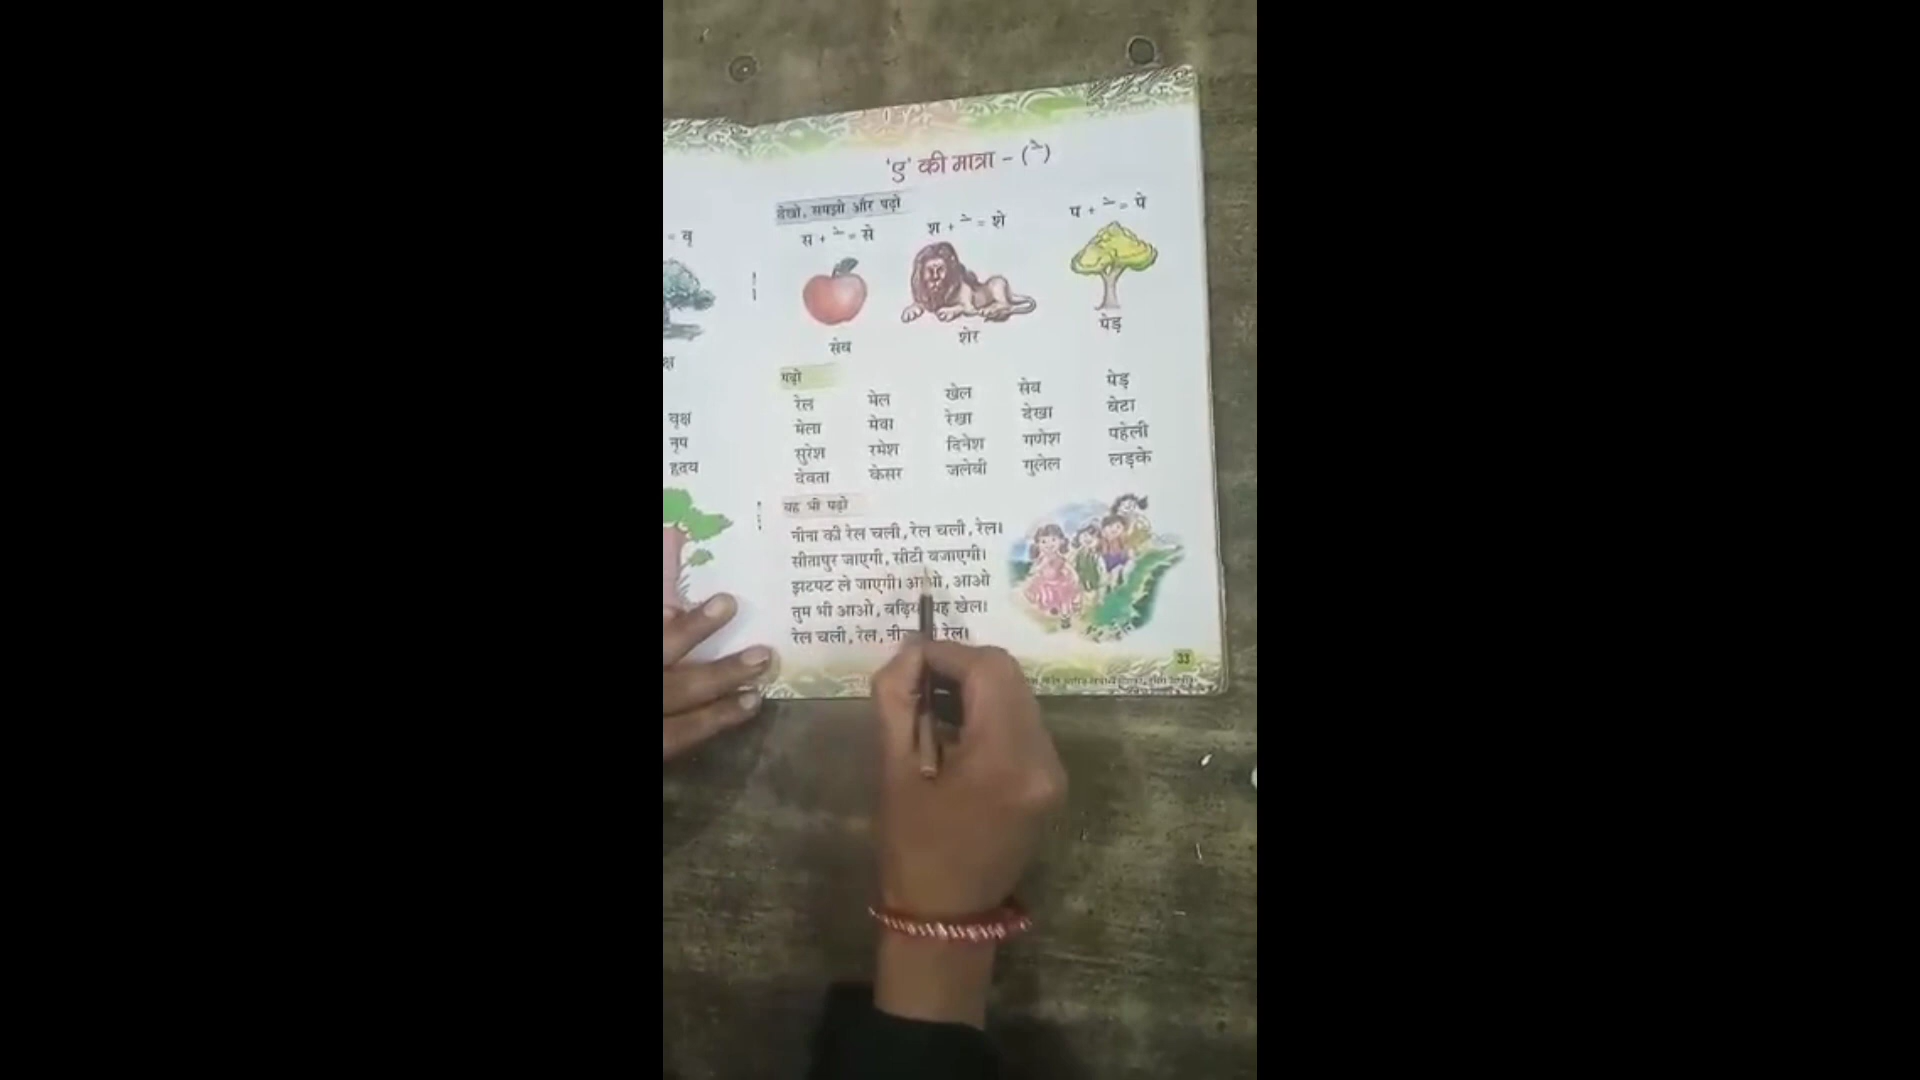 'ए' की मात्रा - ( े )
देखो, समझो और पढ़ो
स + े = से
श + े = शे
प + े = पे
सेब
शेर
पेड़
पढ़ो
रेल मेल खेल सेब पेड़
मेला मेवा रेखा देखा बेटा
सुरेश रमेश दिनेश गणेश पहेली
देवता केसर जलेबी गुलेल लड़के
यह भी पढ़ो
नीना की रेल चली, रेल चली, रेल।
सीतापुर जाएगी, सीटी बजाएगी।
झटपट ले जाएगी। आओ, आओ
तुम भी आओ, बढ़िया यह खेल।
रेल चली, रेल, नीना की रेल।
33
= वृ
वृक्ष
नृप
हृदय